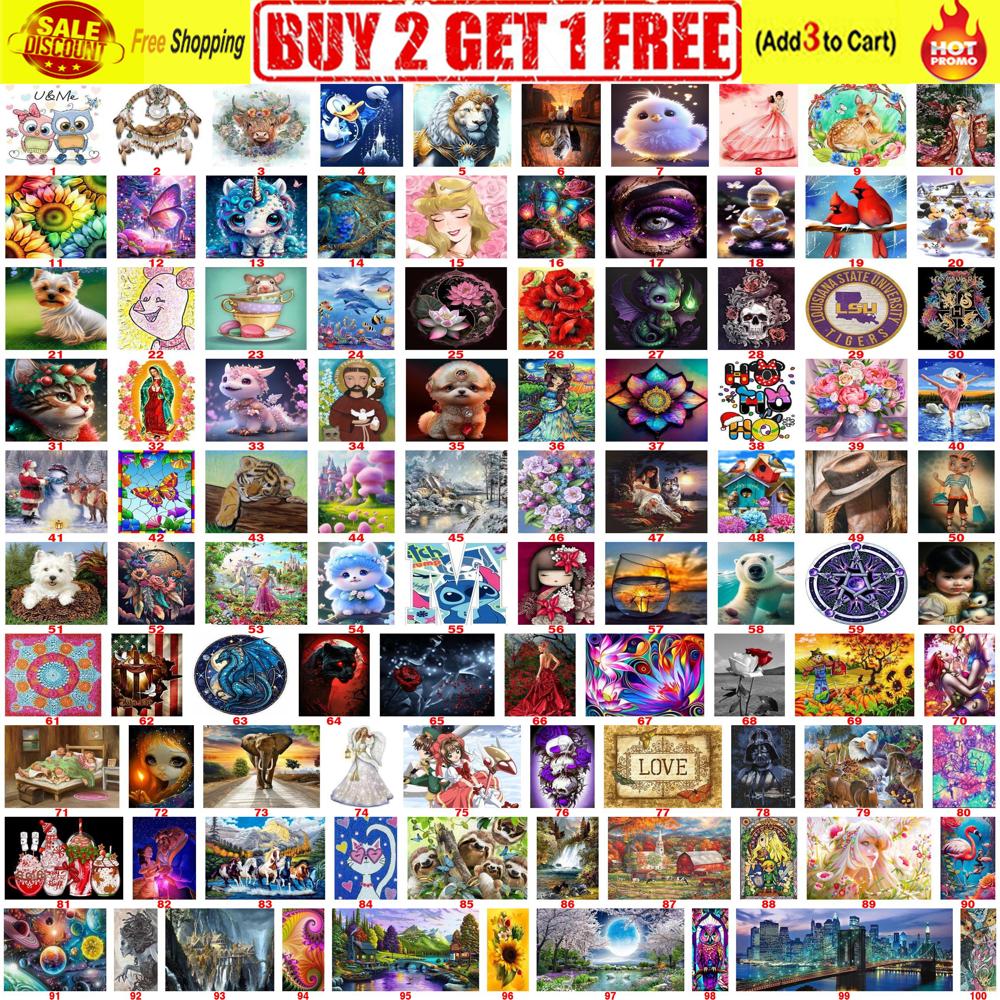 SALE
DISCOUNT
Free Shopping
BUY 2 GET 1 FREE
(Add 3 to Cart)
HOT
PROMO
U&Me
1 2 3 4 5 6 7 8 9 10
11 12 13 14 15 16 17 18 19 20
LOUISIANA STATE UNIVERSITY
LSU
TIGERS
21 22 23 24 25 26 27 28 29 30
HO
MA
HO
31 32 33 34 35 36 37 38 39 40
41 42 43 44 45 46 47 48 49 50
51 52 53 54 55 56 57 58 59 60
61 62 63 64 65 66 67 68 69 70
LOVE
71 72 73 74 75 76 77 78 79 80
81 82 83 84 85 86 87 88 89 90
91 92 93 94 95 96 97 98 99 100